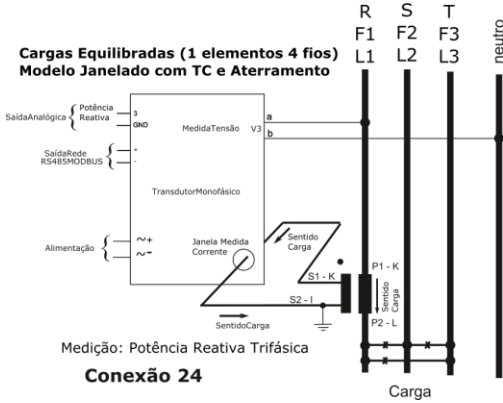 R S T
F1 F2 F3
L1 L2 L3
neutro
Cargas Equilibradas (1 elementos 4 fios)
Modelo Janelado com TC e Aterramento
SaídaAnalógica { Potência Reativa
3
GND
MedidaTensão V3
a
b
SaídaRede
RS485MODBUS
+
-
TransdutorMonofásico
Alimentação
~+
~-
Janela Medida
Corrente
Sentido
Carga
S1 - K
S2 - I
SentidoCarga
P1 - K
Sentido
Carga
P2 - L
Medição: Potência Reativa Trifásica
Conexão 24
Carga